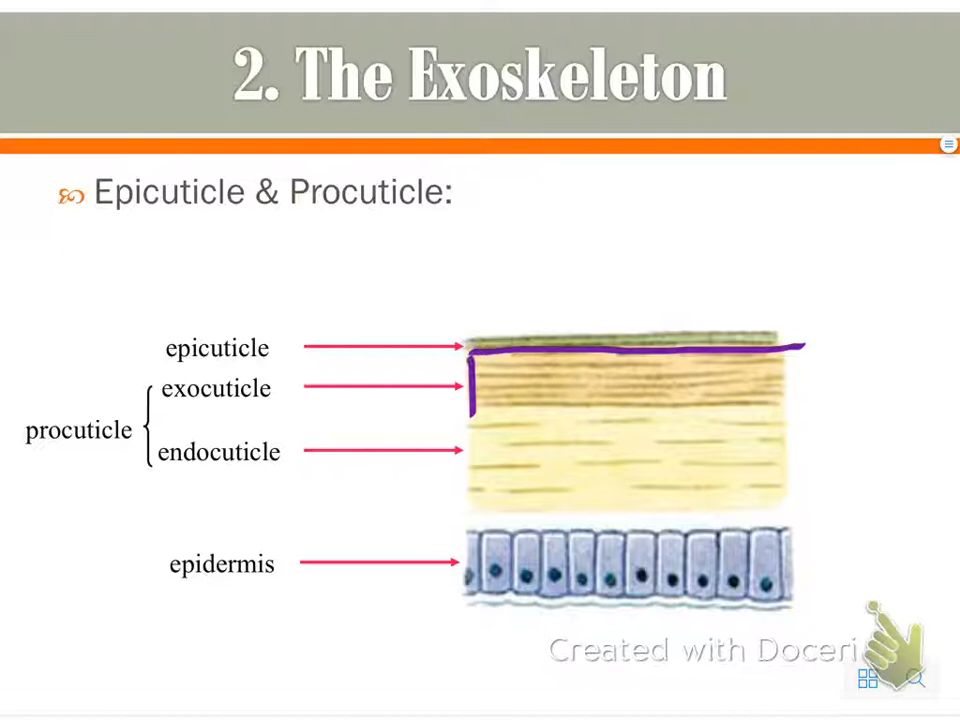 2. The Exoskeleton
Epicuticle & Procuticle:
epicuticle
exocuticle
procuticle
endocuticle
epidermis
Created with Doceri